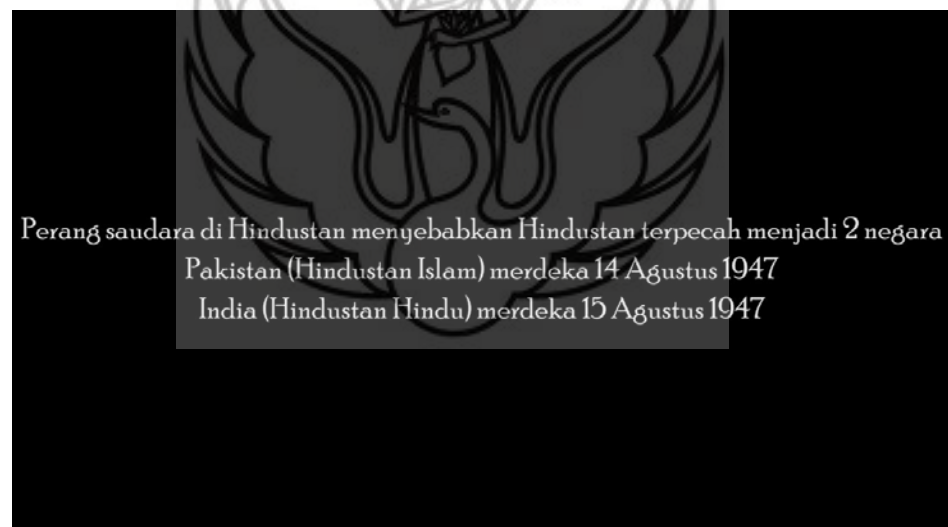 Perang saudara di Hindustan menyebabkan Hindustan terpecah menjadi 2 negara
Pakistan (Hindustan Islam) merdeka 14 Agustus 1947
India (Hindustan Hindu) merdeka 15 Agustus 1947